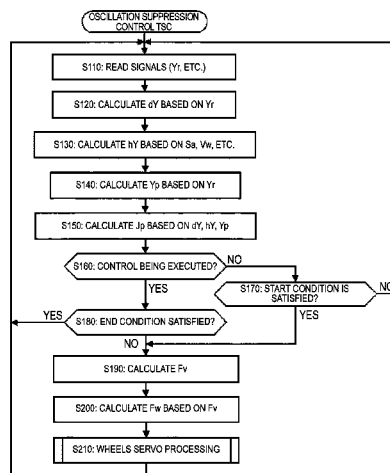 OSCILLATION SUPPRESSION
CONTROL TSC
S110: READ SIGNALS (Yr, ETC.)
S120: CALCULATE dY BASED ON Yr
S130: CALCULATE hY BASED ON Sa, Vw, ETC.
S140: CALCULATE Yp BASED ON Yr
S150: CALCULATE Jp BASED ON dY, hY, Yp
S160: CONTROL BEING EXECUTED?
NO
YES
S170: START CONDITION IS
SATISFIED?
NO
YES
S180: END CONDITION SATISFIED?
YES
NO
S190: CALCULATE Fv
S200: CALCULATE Fw BASED ON Fv
S210: WHEELS SERVO PROCESSING